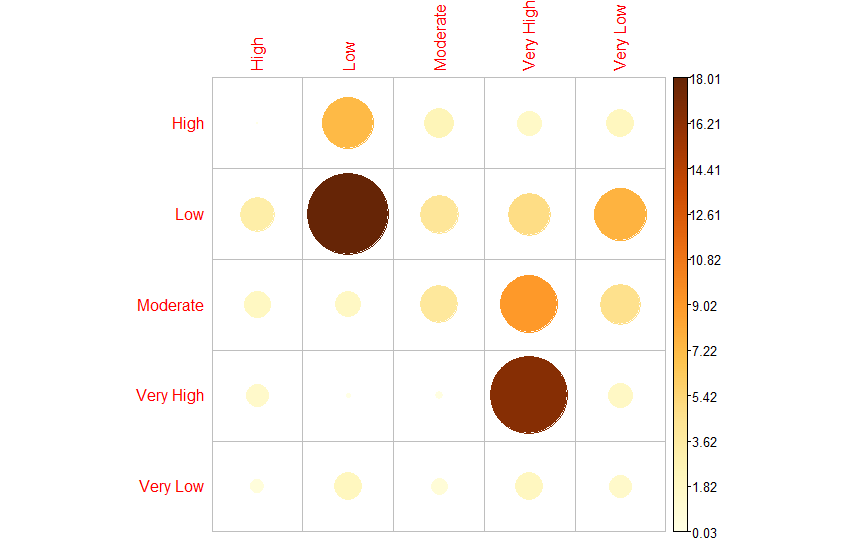 High
Low
Moderate
Very High
Very Low
High
Low
Moderate
Very High
Very Low
18.01
16.21
14.41
12.61
10.82
9.02
7.22
5.42
3.62
1.82
0.03